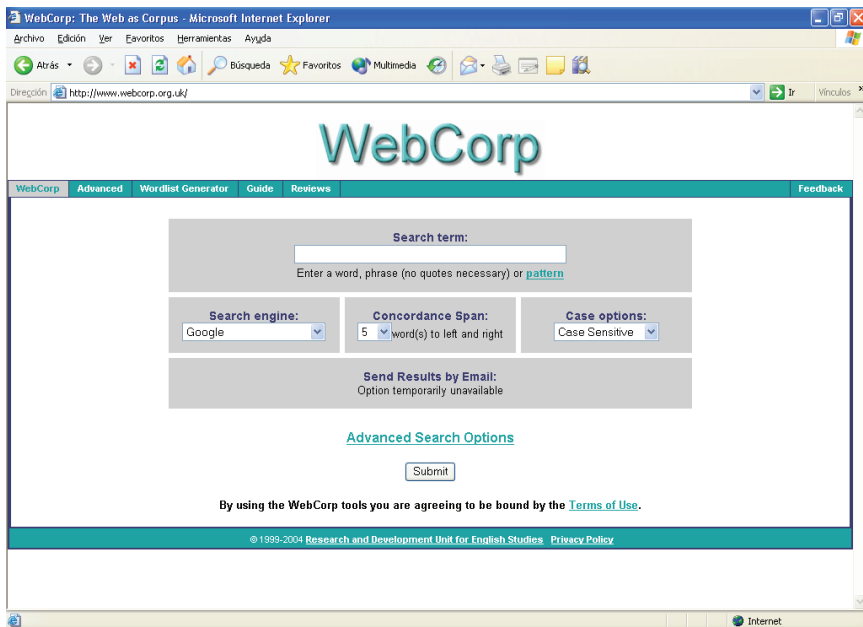 WebCorp: The Web as Corpus - Microsoft Internet Explorer
Archivo Edición Ver Favoritos Herramientas Ayuda
Atrás Búsqueda Favoritos Multimedia
Dirección http://www.webcorp.org.uk/ Ir Vínculos »
WebCorp
WebCorp Advanced Wordlist Generator Guide Reviews Feedback
Search term:
Enter a word, phrase (no quotes necessary) or pattern
Search engine: Concordance Span: Case options:
Google 5 word(s) to left and right Case Sensitive
Send Results by Email:
Option temporarily unavailable
Advanced Search Options
Submit
By using the WebCorp tools you are agreeing to be bound by the Terms of Use.
© 1999-2004 Research and Development Unit for English Studies Privacy Policy
Internet